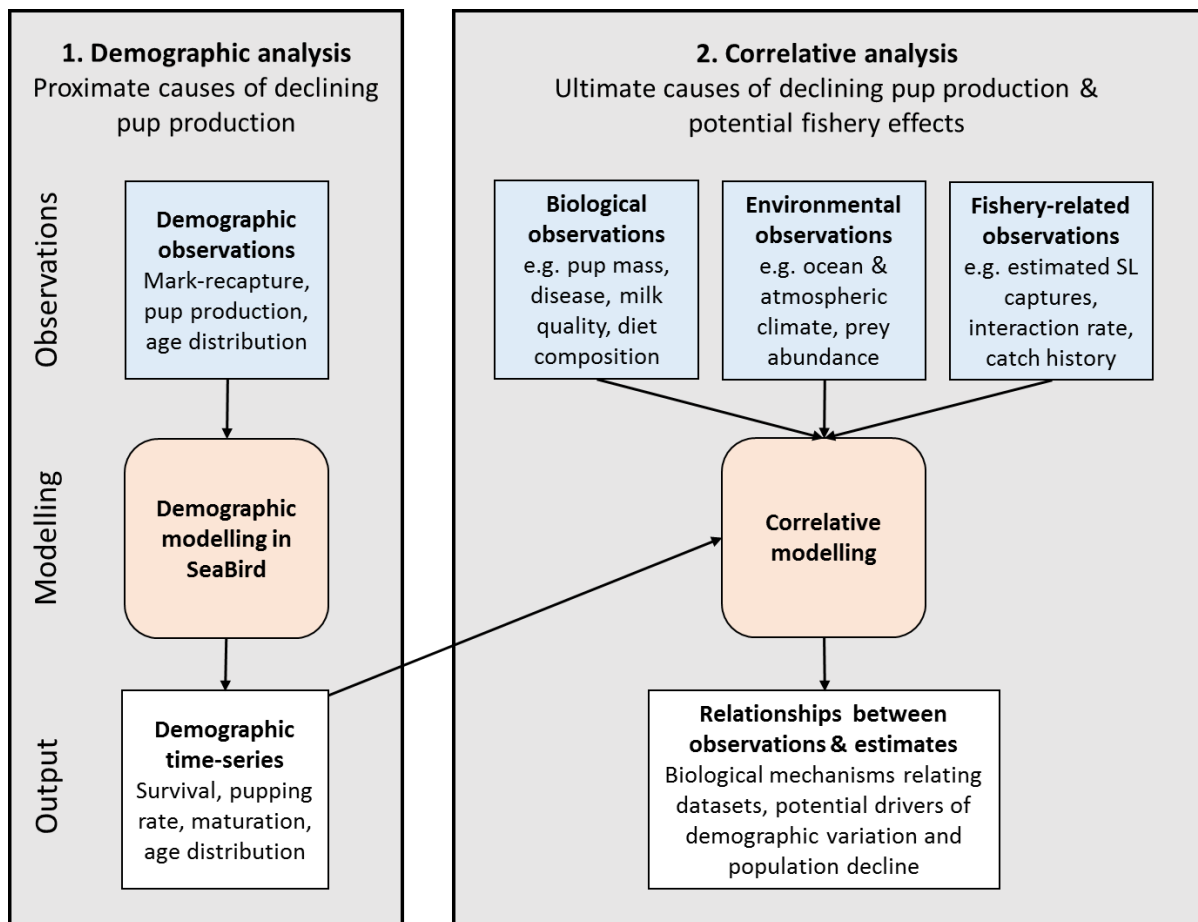 1. Demographic analysis
Proximate causes of declining
pup production
Observations
Demographic
observations
Mark-recapture,
pup production,
age distribution
Modelling
Demographic
modelling in
SeaBird
Output
Demographic
time-series
Survival, pupping
rate, maturation,
age distribution
2. Correlative analysis
Ultimate causes of declining pup production &
potential fishery effects
Biological
observations
e.g. pup mass,
disease, milk
quality, diet
composition
Environmental
observations
e.g. ocean &
atmospheric
climate, prey
abundance
Fishery-related
observations
e.g. estimated SL
captures,
interaction rate,
catch history
Correlative
modelling
Relationships between
observations & estimates
Biological mechanisms relating
datasets, potential drivers of
demographic variation and
population decline